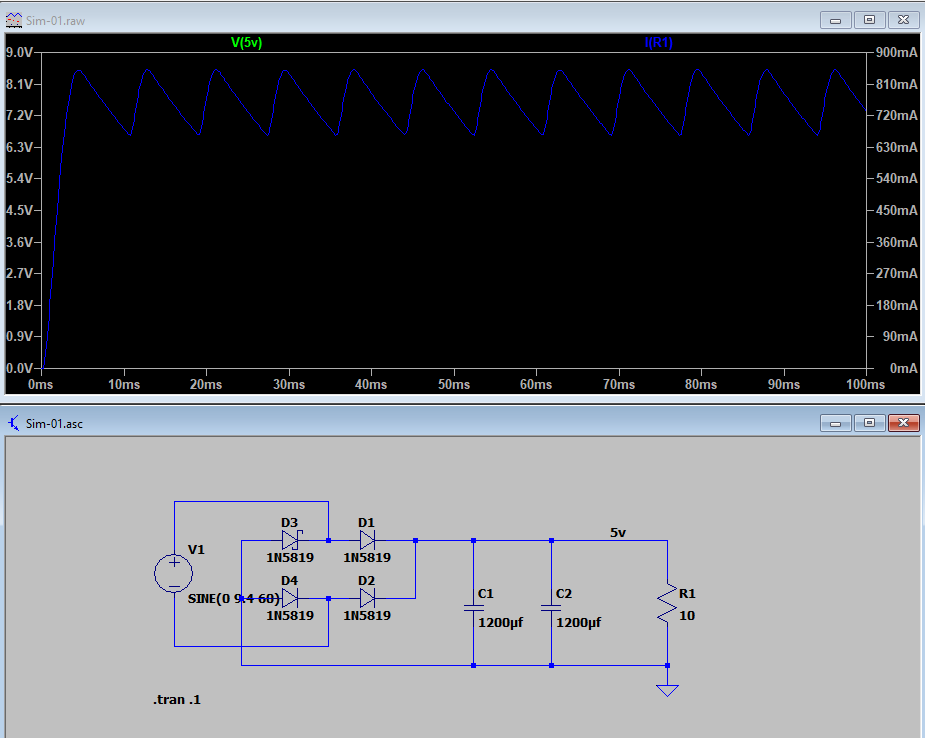 Sim-01.raw
V(5v) I(R1)
9.0V 900mA
8.1V 810mA
7.2V 720mA
6.3V 630mA
5.4V 540mA
4.5V 450mA
3.6V 360mA
2.7V 270mA
1.8V 180mA
0.9V 90mA
0.0V 0mA
0ms 10ms 20ms 30ms 40ms 50ms 60ms 70ms 80ms 90ms 100ms
Sim-01.asc
D3 D1 5v
V1 1N5819 1N5819
D4 D2 C1 C2 R1
SINE(0 9.4 60)
1N5819 1N5819 1200µf 1200µf 10
.tran .1